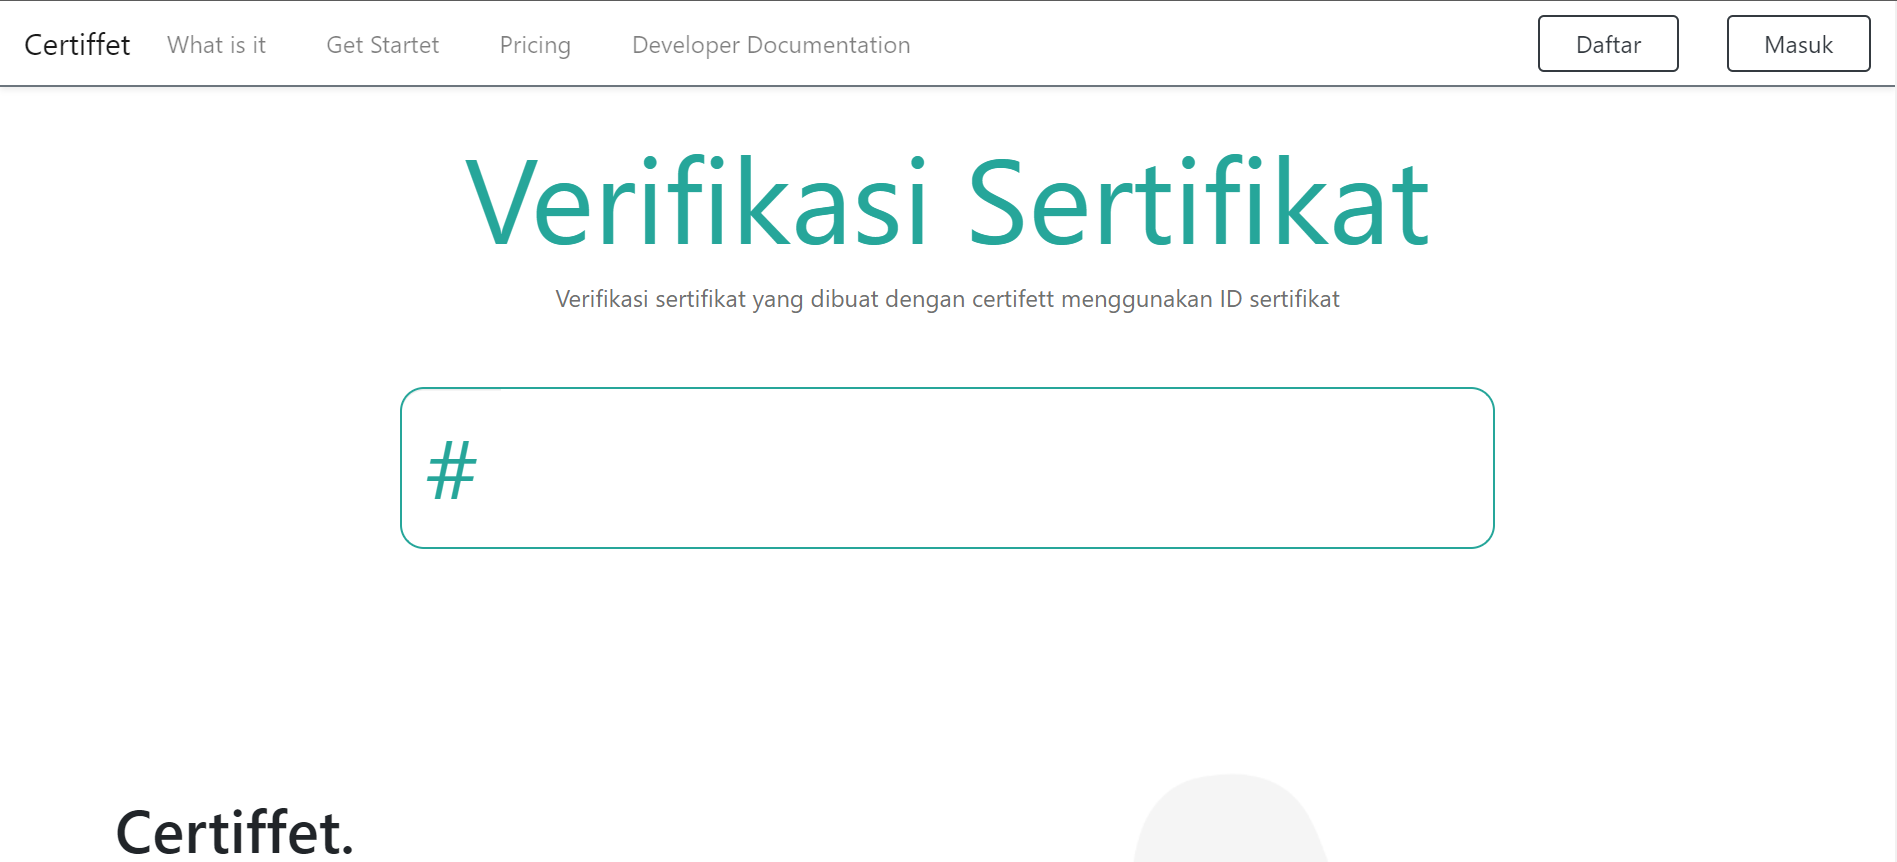 Certiffet What is it Get Startet Pricing Developer Documentation Daftar Masuk
Verifikasi Sertifikat
Verifikasi sertifikat yang dibuat dengan certifett menggunakan ID sertifikat
#
Certiffet.